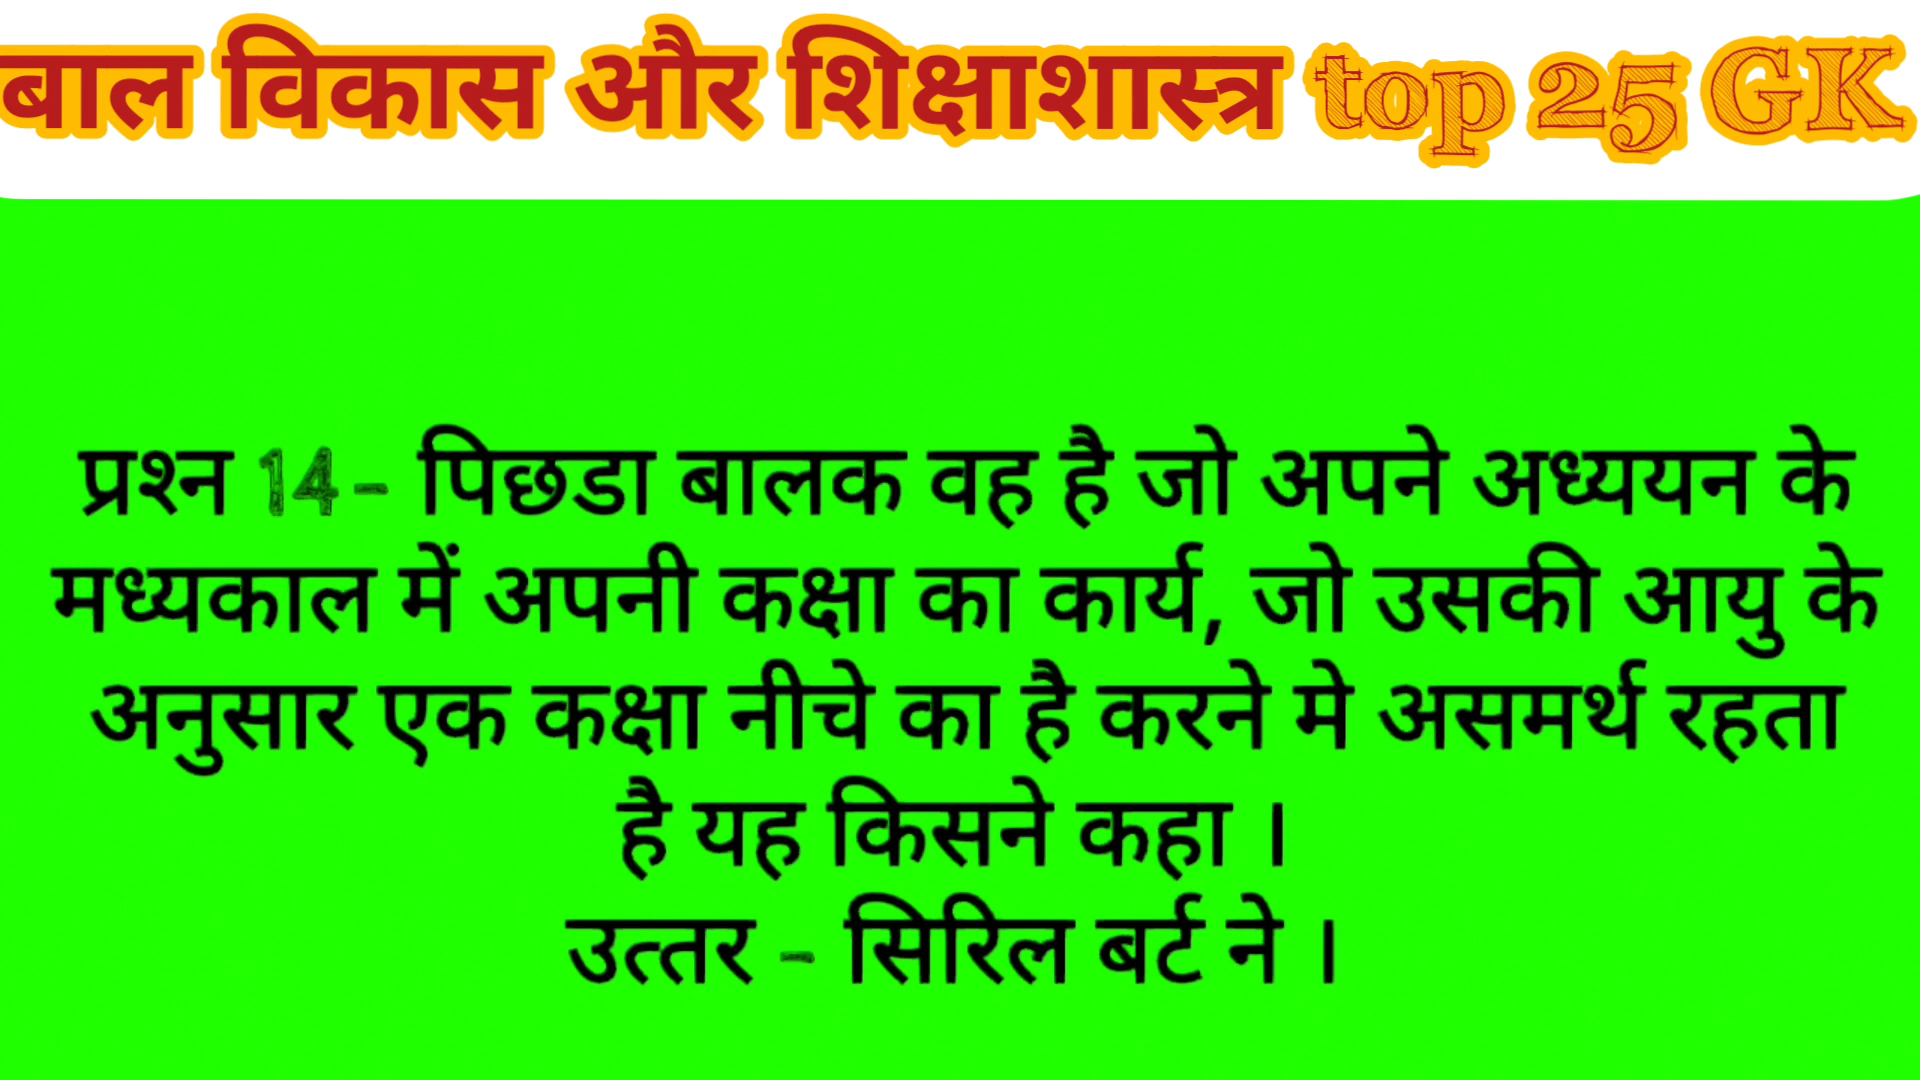 बाल विकास और शिक्षाशास्त्र top 25 GK
प्रश्न 14- पिछडा बालक वह है जो अपने अध्ययन के
मध्यकाल में अपनी कक्षा का कार्य, जो उसकी आयु के
अनुसार एक कक्षा नीचे का है करने मे असमर्थ रहता
है यह किसने कहा ।
उत्तर - सिरिल बर्ट ने ।